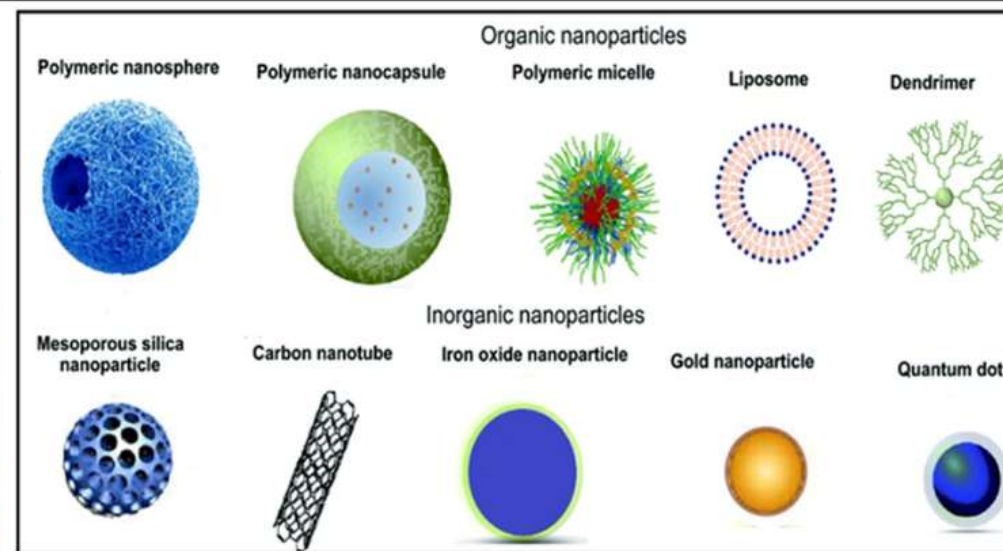 Organic nanoparticles
Polymeric nanosphere
Polymeric nanocapsule
Polymeric micelle
Liposome
Dendrimer
Inorganic nanoparticles
Mesoporous silica
nanoparticle
Carbon nanotube
Iron oxide nanoparticle
Gold nanoparticle
Quantum dot